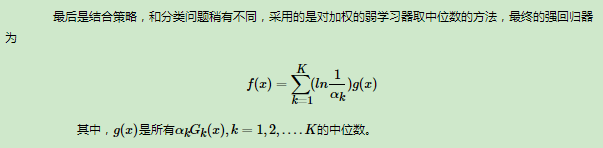 最后是结合策略，和分类问题稍有不同，采用的是对加权的弱学习器取中位数的方法，最终的强回归器
为
f(x) = \sum_{k=1}^{K} (ln \frac{1}{\alpha_k}) g(x)
其中，g(x)是所有α_kG_k(x), k = 1, 2, ....K的中位数。